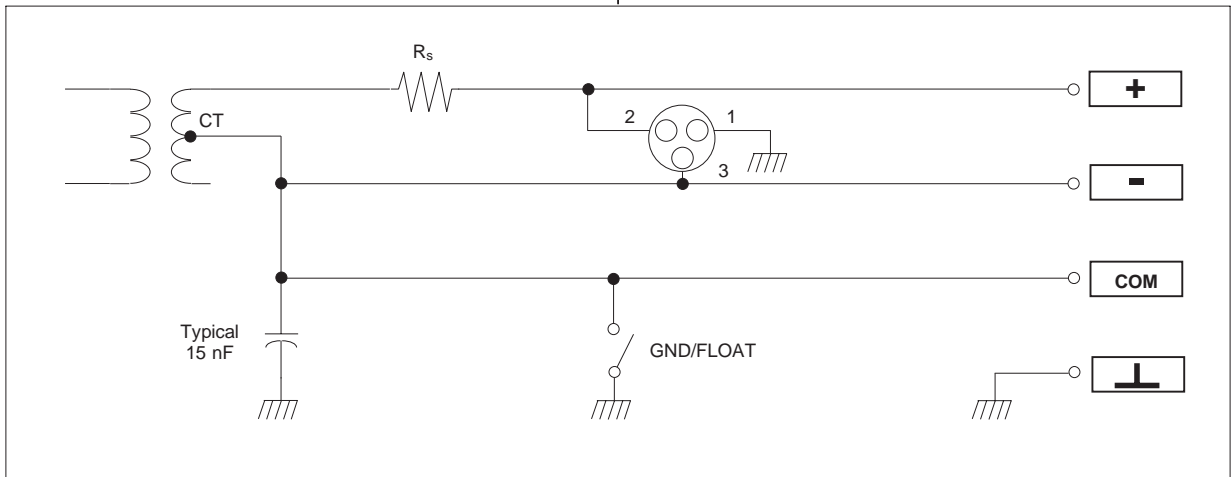 Rs
CT
2
1
3
+
-
COM
Typical
15 nF
GND/FLOAT